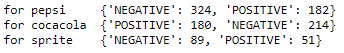 for pepsi {'NEGATIVE': 324, 'POSITIVE': 182}
for cocacola {'POSITIVE': 180, 'NEGATIVE': 214}
for sprite {'NEGATIVE': 89, 'POSITIVE': 51}